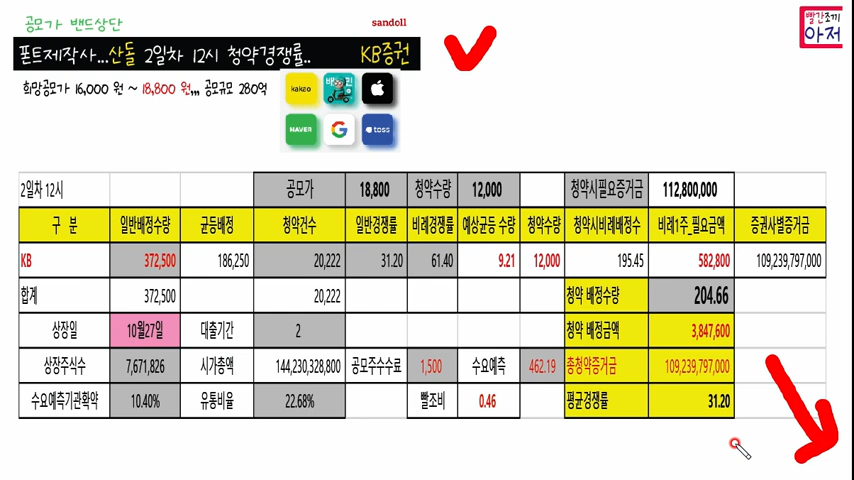 공모가 밴드상단
sandoll
빨간조끼
아저
폰트제작사...산돌 2일차 12시 청약경쟁률.. KB증권
희망공모가 16,000 원 ~ 18,800 원,,, 공모규모 280억
kakao 배민
NAVER G toss
2일차 12시 공모가 18,800 청약수량 12,000 청약시필요증거금 112,800,000
구 분 일반배정수량 균등배정 청약건수 일반경쟁률 비례경쟁률 예상균등 수량 청약수량 청약시비례배정수 비례1주_필요금액 증권사별증거금
KB 372,500 186,250 20,222 31.20 61.40 9.21 12,000 195.45 582,800 109,239,797,000
합계 372,500 20,222 청약 배정수량 204.66
상장일 10월27일 대출기간 2 청약 배정금액 3,847,600
상장주식수 7,671,826 시가총액 144,230,328,800 공모주수수료 1,500 수요예측 462.19 총청약증거금 109,239,797,000
수요예측기관확약 10.40% 유통비율 22.68% 빨조비 0.46 평균경쟁률 31.20